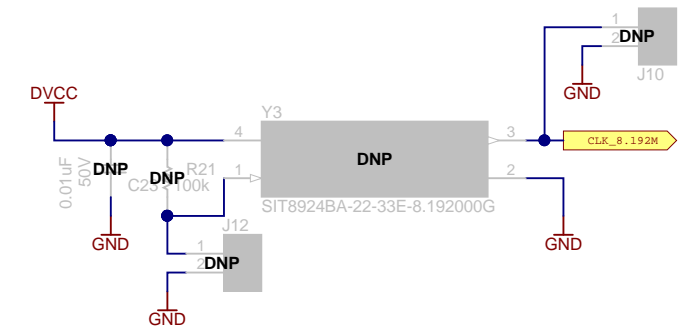 1
2
DNP
J10
GND
DVCC
Y3
4
3
CLK_8.192M
0.01uF
50V
DNP
C23
DNP
R21
100k
1
DNP
2
SIT8924BA-22-33E-8.192000G
GND
J12
GND
1
2
DNP
GND